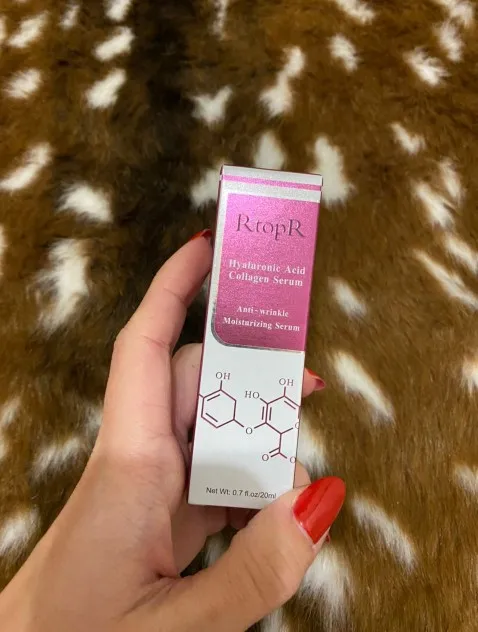 RtopR
Hyaluronic Acid
Collagen Serum
Anti-wrinkle
Moisturizing Serum
OH
OH
HO
O
O
O
Net Wt: 0.7 fl.oz/20ml